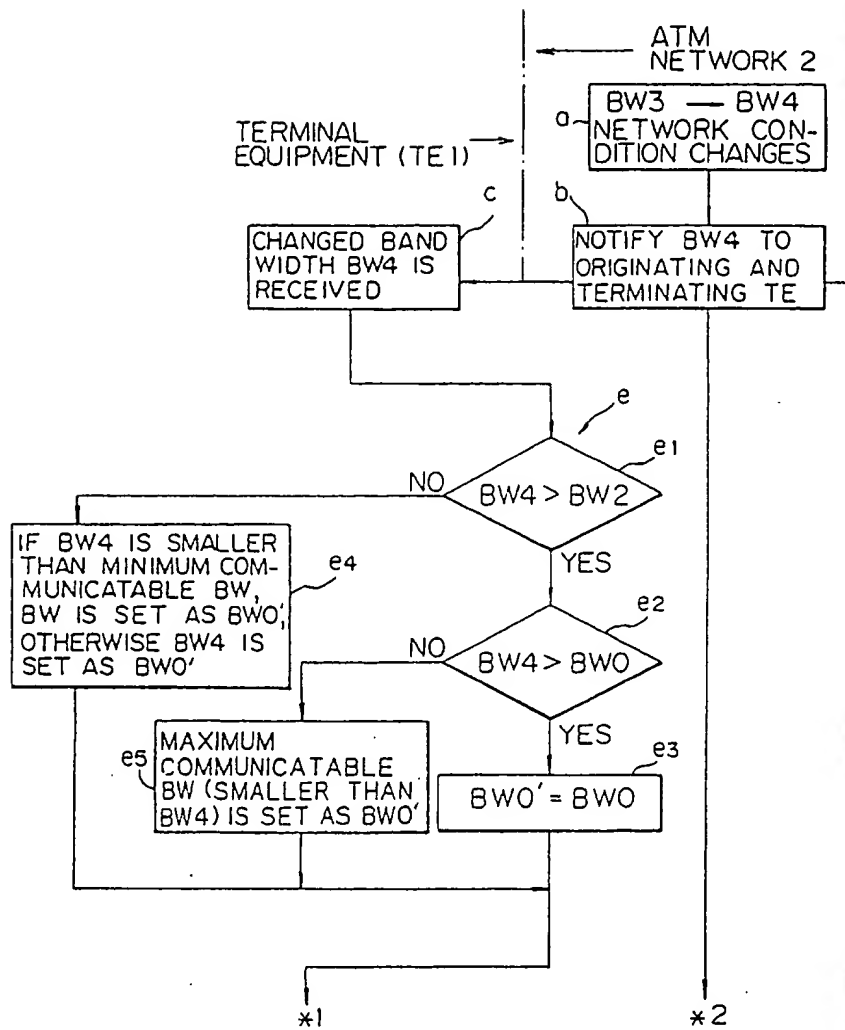 ATM
NETWORK 2
BW3 — BW4
NETWORK CON-
DITION CHANGES
a
TERMINAL
EQUIPMENT (TE1)
c
b
CHANGED BAND
WIDTH BW4 IS
RECEIVED
NOTIFY BW4 TO
ORIGINATING AND
TERMINATING TE
e
e1
BW4 > BW2
NO
YES
IF BW4 IS SMALLER
THAN MINIMUM COM-
MUNICATABLE BW,
BW IS SET AS BW0',
OTHERWISE BW4 IS
SET AS BW0'
e4
e2
BW4 > BW0
NO
YES
MAXIMUM
COMMUNICATABLE
BW (SMALLER THAN
BW4) IS SET AS BW0'
e5
e3
BW0' = BW0
*1
*2